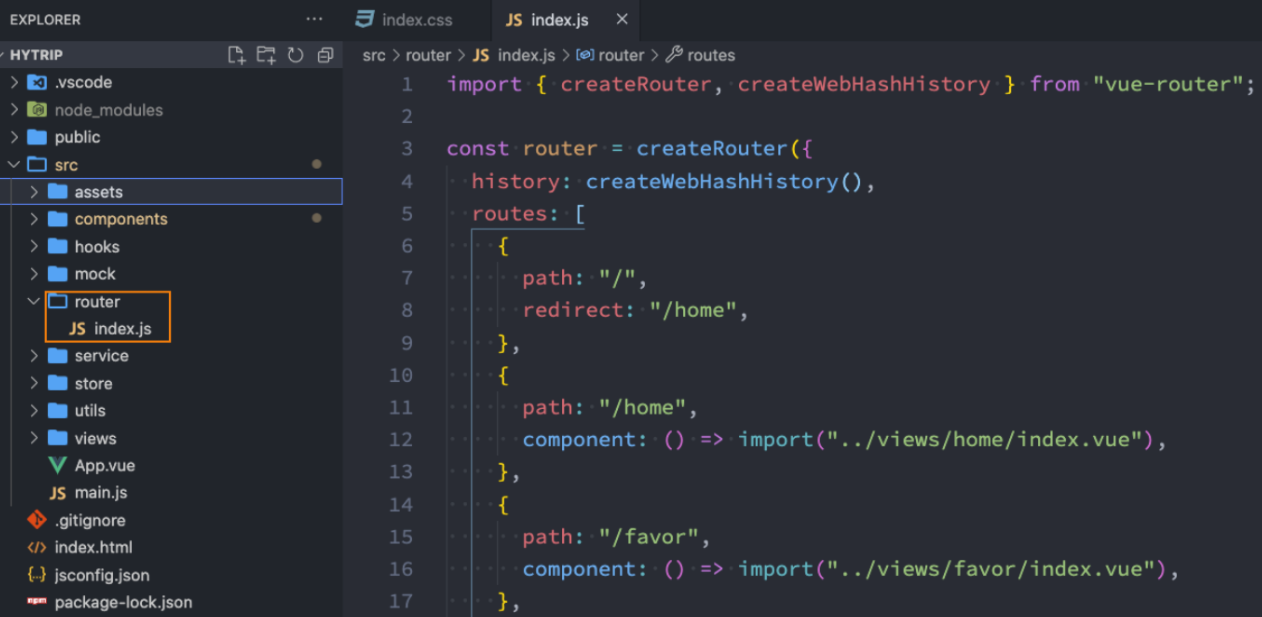 EXPLORER
HYTRIP
.vscode
node_modules
public
src
assets
components
hooks
mock
router
JS index.js
service
store
utils
views
App.vue
JS main.js
.gitignore
index.html
jsconfig.json
package-lock.json
index.css
JS index.js
src > router > JS index.js > router > routes
1 import { createRouter, createWebHashHistory } from "vue-router";
2
3 const router = createRouter({
4 history: createWebHashHistory(),
5 routes: [
6 {
7 path: "/",
8 redirect: "/home",
9 },
10 {
11 path: "/home",
12 component: () => import("../views/home/index.vue"),
13 },
14 {
15 path: "/favor",
16 component: () => import("../views/favor/index.vue"),
17 },